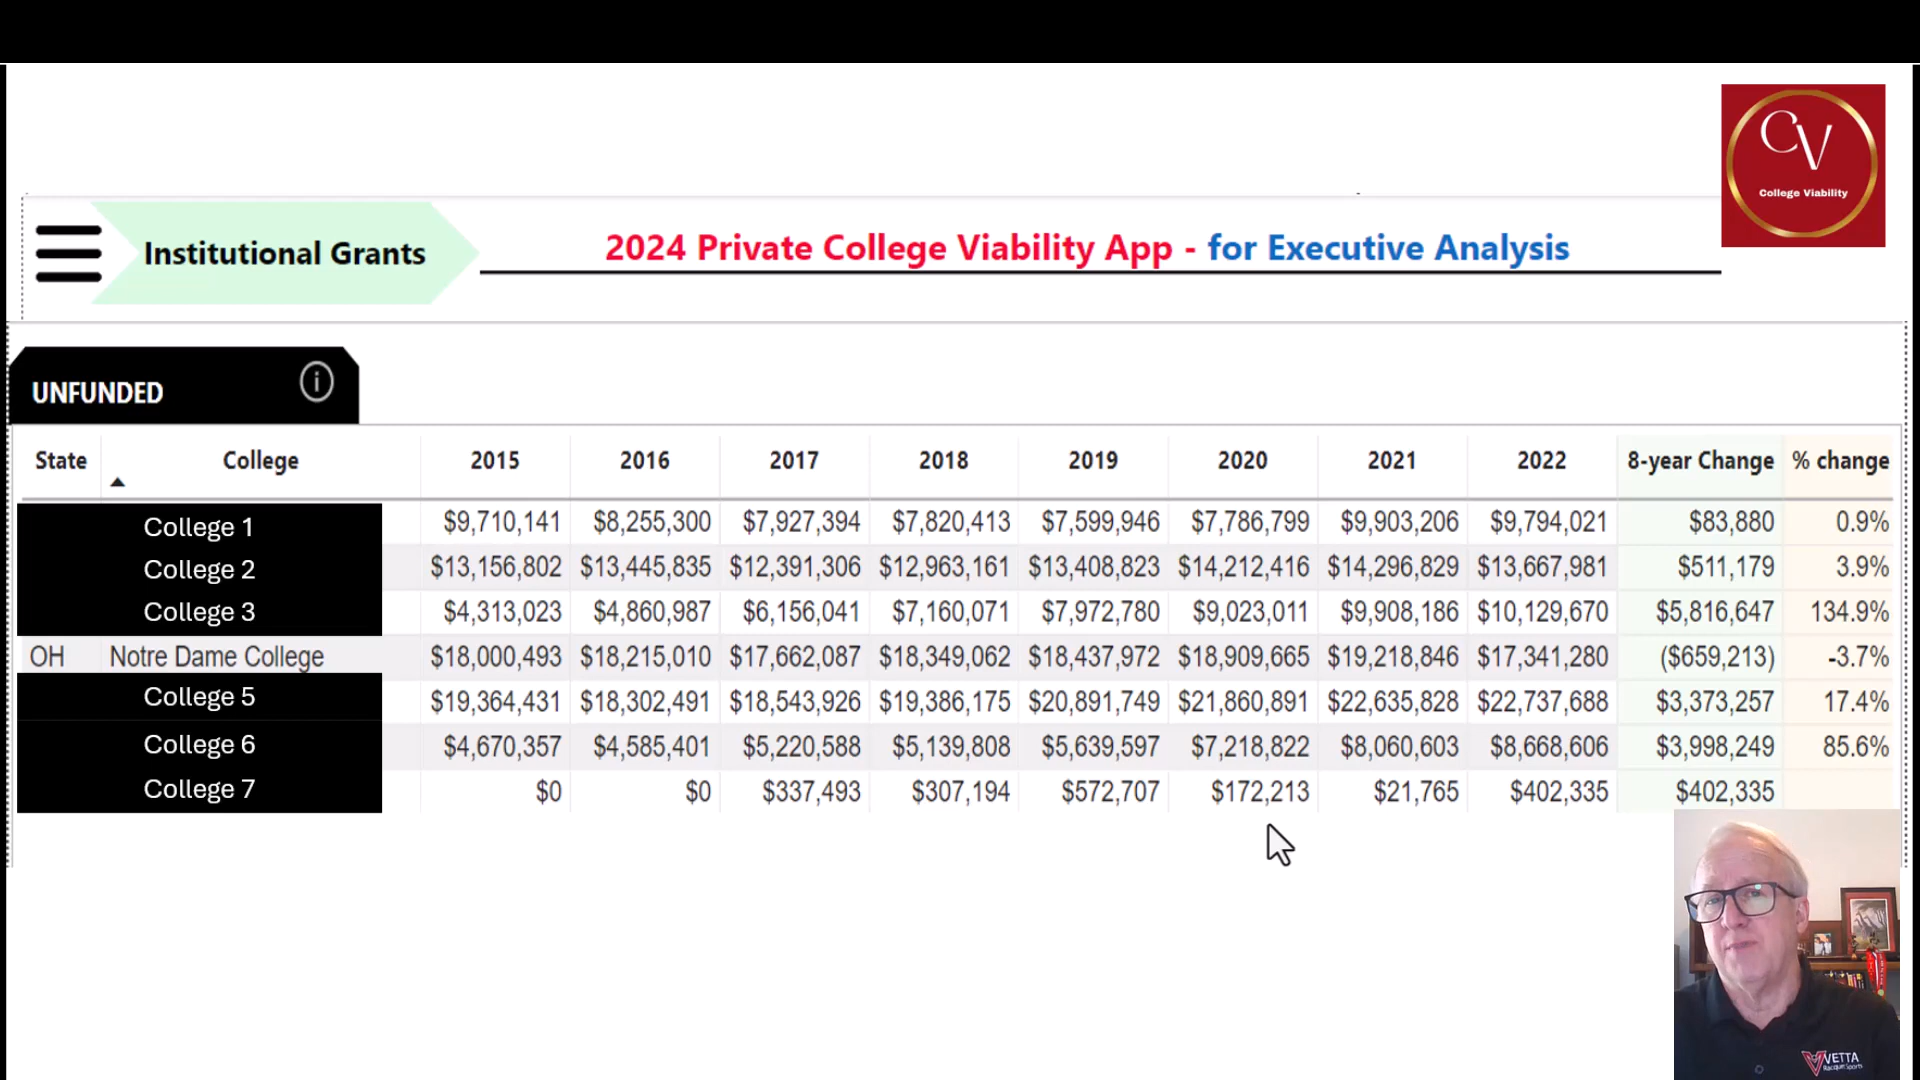 CV
College Viability
Institutional Grants
2024 Private College Viability App - for Executive Analysis
UNFUNDED
State College 2015 2016 2017 2018 2019 2020 2021 2022 8-year Change % change
College 1 $9,710,141 $8,255,300 $7,927,394 $7,820,413 $7,599,946 $7,786,799 $9,903,206 $9,794,021 $83,880 0.9%
College 2 $13,156,802 $13,445,835 $12,391,306 $12,963,161 $13,408,823 $14,212,416 $14,296,829 $13,667,981 $511,179 3.9%
College 3 $4,313,023 $4,860,987 $6,156,041 $7,160,071 $7,972,780 $9,023,011 $9,908,186 $10,129,670 $5,816,647 134.9%
OH Notre Dame College $18,000,493 $18,215,010 $17,662,087 $18,349,062 $18,437,972 $18,909,665 $19,218,846 $17,341,280 ($659,213) -3.7%
College 5 $19,364,431 $18,302,491 $18,543,926 $19,386,175 $20,891,749 $21,860,891 $22,635,828 $22,737,688 $3,373,257 17.4%
College 6 $4,670,357 $4,585,401 $5,220,588 $5,139,808 $5,639,597 $7,218,822 $8,060,603 $8,668,606 $3,998,249 85.6%
College 7 $0 $0 $337,493 $307,194 $572,707 $172,213 $21,765 $402,335 $402,335
VETTA
Racquet Sports